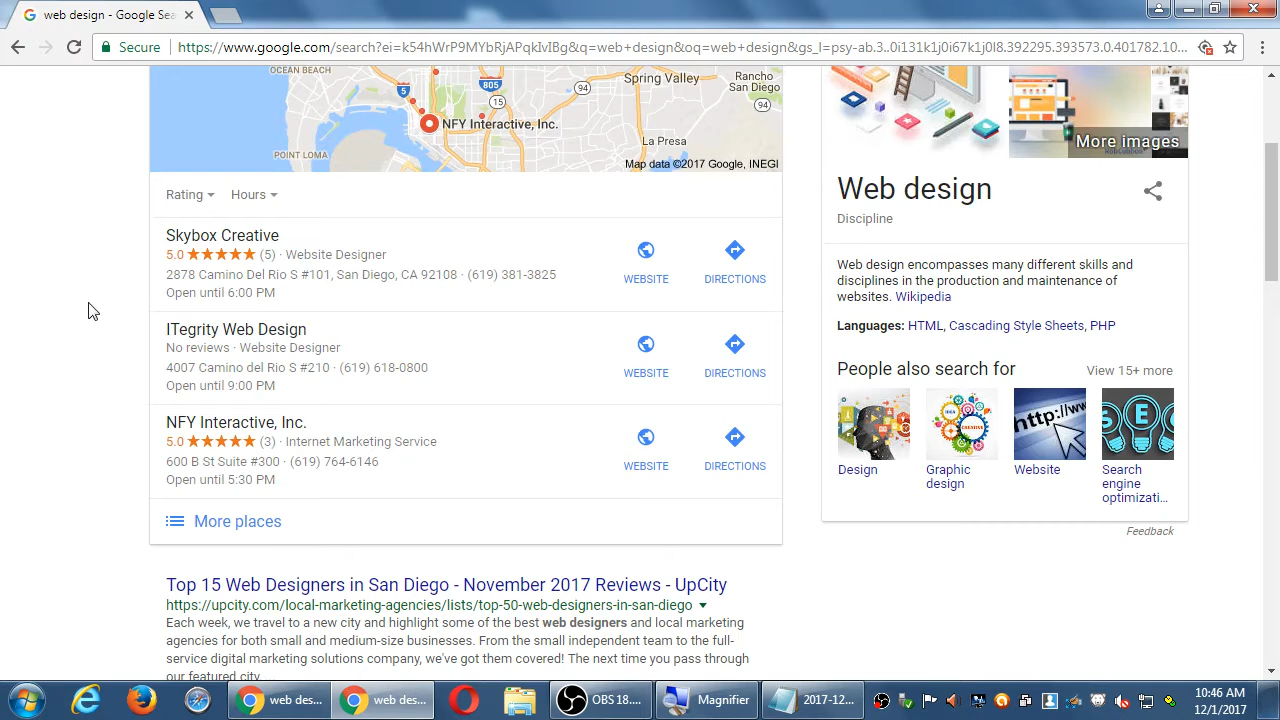 web design - Google Sea
Secure
https://www.google.com/search?ei=k54hWrP9MYbRjAPqkIvIBg&q=web+design&oq=web+design&gs_l=psy-ab.3..0i131k1j0i67k1j0l8.392295.393573.0.401782.10...
OCEAN BEACH
5
805
94
Spring Valley
Rancho San Diego
15
94
NFY Interactive, Inc.
La Presa
POINT LOMA
Map data ©2017 Google, INEGI
More images
Rating
Hours
Skybox Creative
5.0 ★★★★★ (5) · Website Designer
2878 Camino Del Rio S #101, San Diego, CA 92108 · (619) 381-3825
Open until 6:00 PM
WEBSITE
DIRECTIONS
ITegrity Web Design
No reviews · Website Designer
4007 Camino del Rio S #210 · (619) 618-0800
Open until 9:00 PM
WEBSITE
DIRECTIONS
NFY Interactive, Inc.
5.0 ★★★★★ (3) · Internet Marketing Service
600 B St Suite #300 · (619) 764-6146
Open until 5:30 PM
WEBSITE
DIRECTIONS
More places
Top 15 Web Designers in San Diego - November 2017 Reviews - UpCity
https://upcity.com/local-marketing-agencies/lists/top-50-web-designers-in-san-diego
Each week, we travel to a new city and highlight some of the best web designers and local marketing
agencies for both small and medium-size businesses. From the small independent team to the full-
service digital marketing solutions company, we've got them covered! The next time you pass through
our featured city.
Web design
Discipline
Web design encompasses many different skills and
disciplines in the production and maintenance of
websites. Wikipedia
Languages: HTML, Cascading Style Sheets, PHP
People also search for
View 15+ more
IDEA
CREATIVE
http://ww
S E
Design
Graphic design
Website
Search engine optimizati...
Feedback
web des...
web des...
OBS 18....
Magnifier
2017-12...
10:46 AM
12/1/2017